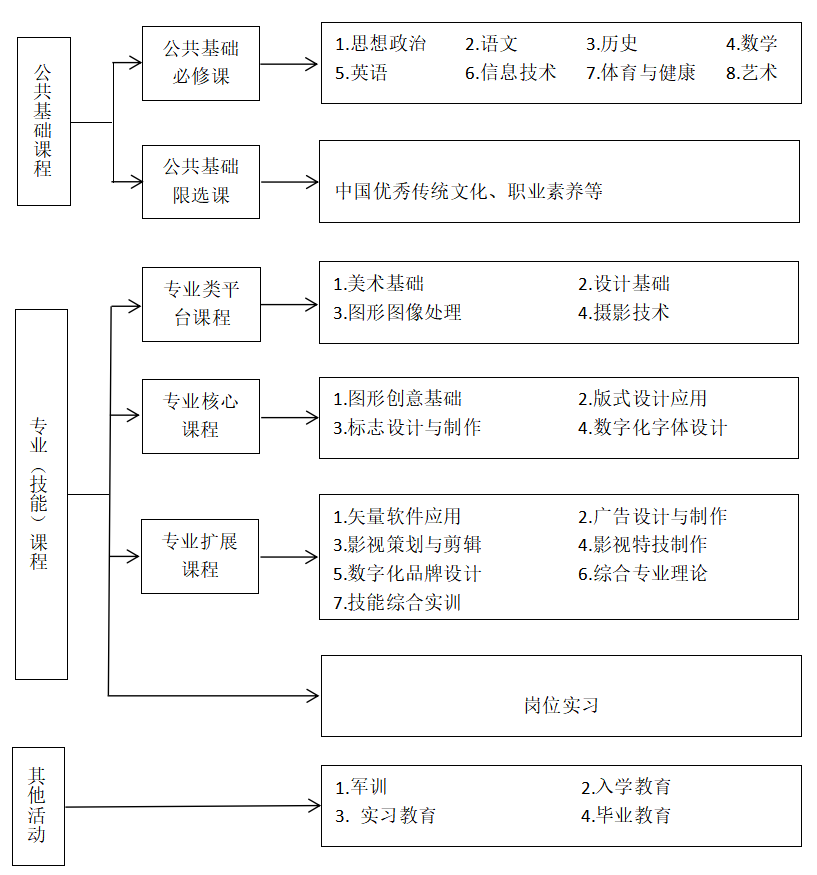 公共基础课程
公共基础
必修课
1.思想政治 2.语文 3.历史 4.数学
5.英语 6.信息技术 7.体育与健康 8.艺术
公共基础
限选课
中国优秀传统文化、职业素养等
专业（技能）课程
专业类平
台课程
1.美术基础 2.设计基础
3.图形图像处理 4.摄影技术
专业核心
课程
1.图形创意基础 2.版式设计应用
3.标志设计与制作 4.数字化字体设计
专业扩展
课程
1.矢量软件应用 2.广告设计与制作
3.影视策划与剪辑 4.影视特技制作
5.数字化品牌设计 6.综合专业理论
7.技能综合实训
岗位实习
其他活动
1.军训 2.入学教育
3. 实习教育 4.毕业教育